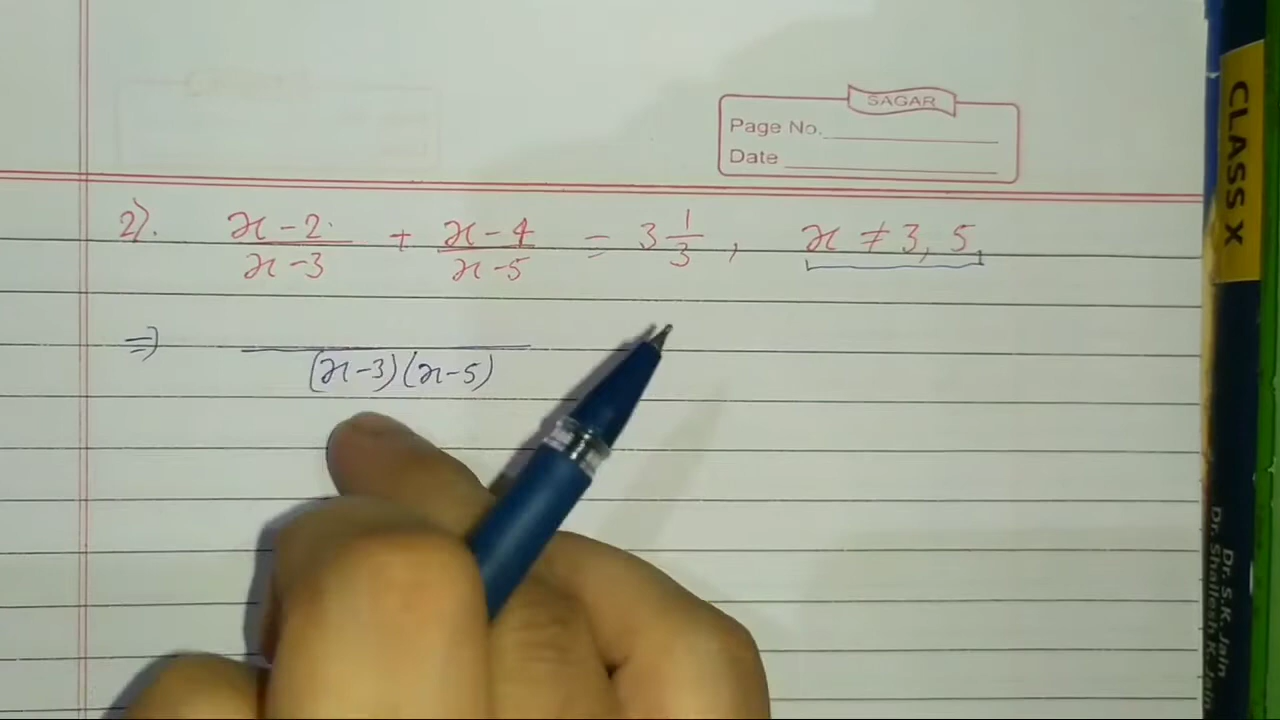 SAGAR
Page No.
Date
2). x-2/x-3 + x-4/x-5 = 3 1/3, x ≠ 3, 5.
⇒ /(x-3)(x-5)
CLASS X
Dr. S.K. Jain
Dr. Shailesh K. Jain